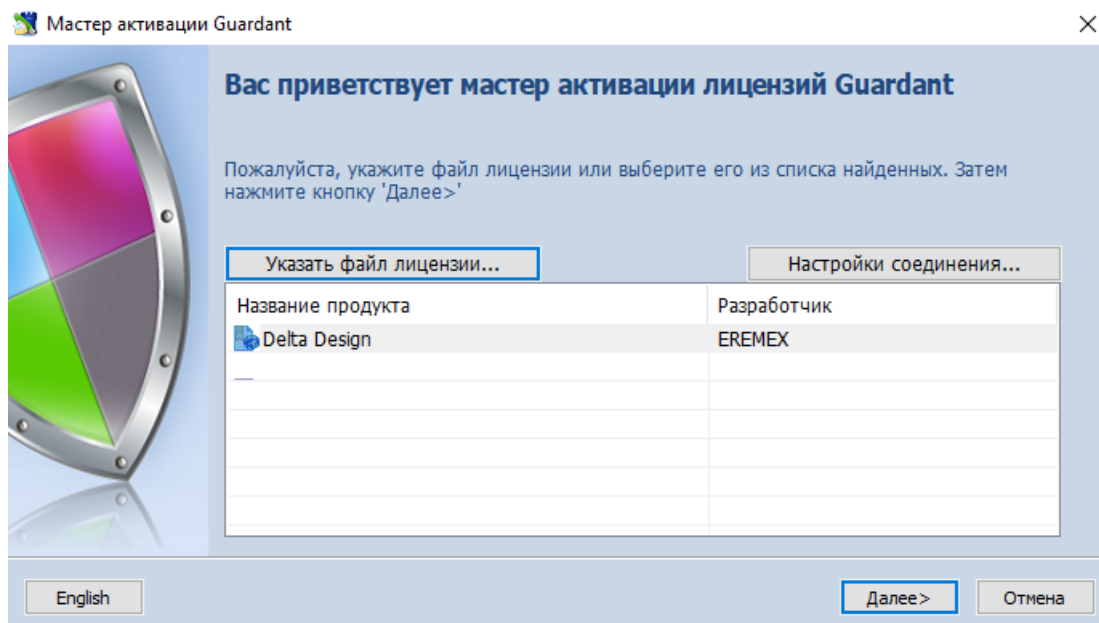 Мастер активации Guardant
Вас приветствует мастер активации лицензий Guardant
Пожалуйста, укажите файл лицензии или выберите его из списка найденных. Затем
нажмите кнопку 'Далее>'
Указать файл лицензии... Настройки соединения...
Название продукта Разработчик
Delta Design EREMEX
English Далее> Отмена